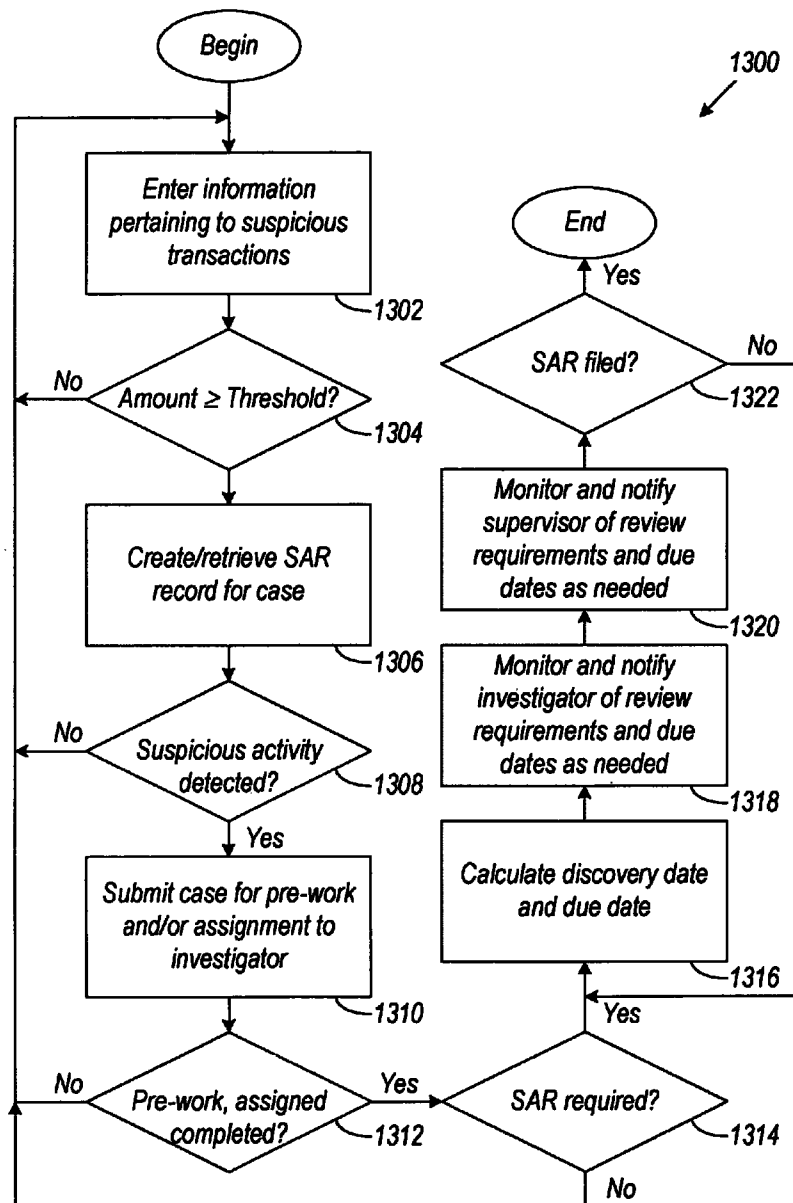 Begin
1300
Enter information
pertaining to suspicious
transactions
1302
No
Amount ≥ Threshold?
1304
Create/retrieve SAR
record for case
1306
No
Suspicious activity
detected?
1308
Yes
Submit case for pre-work
and/or assignment to
investigator
1310
No
Pre-work, assigned
completed?
1312
Yes
SAR required?
1314
No
Yes
Calculate discovery date
and due date
1316
Monitor and notify
investigator of review
requirements and due
dates as needed
1318
Monitor and notify
supervisor of review
requirements and due
dates as needed
1320
SAR filed?
1322
No
Yes
End